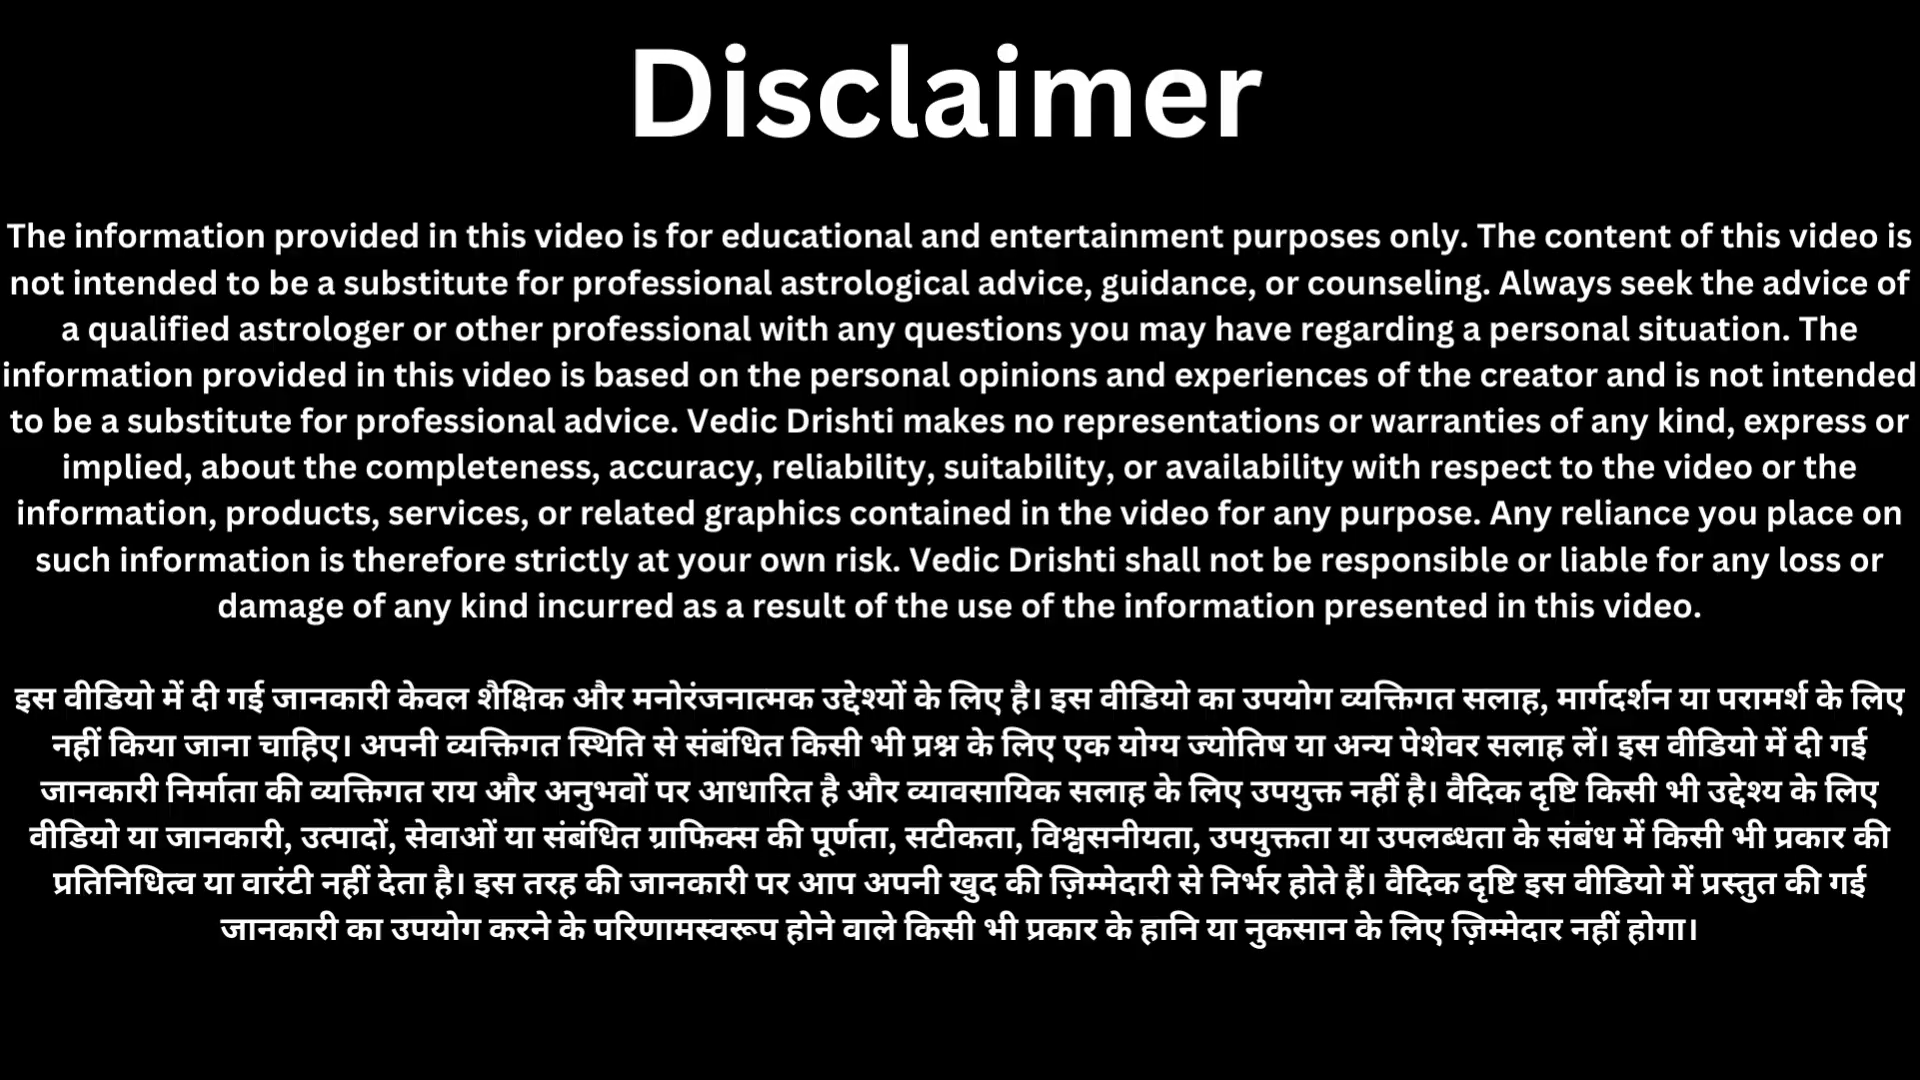 Disclaimer
The information provided in this video is for educational and entertainment purposes only. The content of this video is
not intended to be a substitute for professional astrological advice, guidance, or counseling. Always seek the advice of
a qualified astrologer or other professional with any questions you may have regarding a personal situation. The
information provided in this video is based on the personal opinions and experiences of the creator and is not intended
to be a substitute for professional advice. Vedic Drishti makes no representations or warranties of any kind, express or
implied, about the completeness, accuracy, reliability, suitability, or availability with respect to the video or the
information, products, services, or related graphics contained in the video for any purpose. Any reliance you place on
such information is therefore strictly at your own risk. Vedic Drishti shall not be responsible or liable for any loss or
damage of any kind incurred as a result of the use of the information presented in this video.
इस वीडियो में दी गई जानकारी केवल शैक्षिक और मनोरंजनात्मक उद्देश्यों के लिए है। इस वीडियो का उपयोग व्यक्तिगत सलाह, मार्गदर्शन या परामर्श के लिए
नहीं किया जाना चाहिए। अपनी व्यक्तिगत स्थिति से संबंधित किसी भी प्रश्न के लिए एक योग्य ज्योतिष या अन्य पेशेवर सलाह लें। इस वीडियो में दी गई
जानकारी निर्माता की व्यक्तिगत राय और अनुभवों पर आधारित है और व्यावसायिक सलाह के लिए उपयुक्त नहीं है। वैदिक दृष्टि किसी भी उद्देश्य के लिए
वीडियो या जानकारी, उत्पादों, सेवाओं या संबंधित ग्राफिक्स की पूर्णता, सटीकता, विश्वसनीयता, उपयुक्तता या उपलब्धता के संबंध में किसी भी प्रकार की
प्रतिनिधित्व या वारंटी नहीं देता है। इस तरह की जानकारी पर आप अपनी खुद की ज़िम्मेदारी से निर्भर होते हैं। वैदिक दृष्टि इस वीडियो में प्रस्तुत की गई
जानकारी का उपयोग करने के परिणामस्वरूप होने वाले किसी भी प्रकार के हानि या नुकसान के लिए ज़िम्मेदार नहीं होगा।